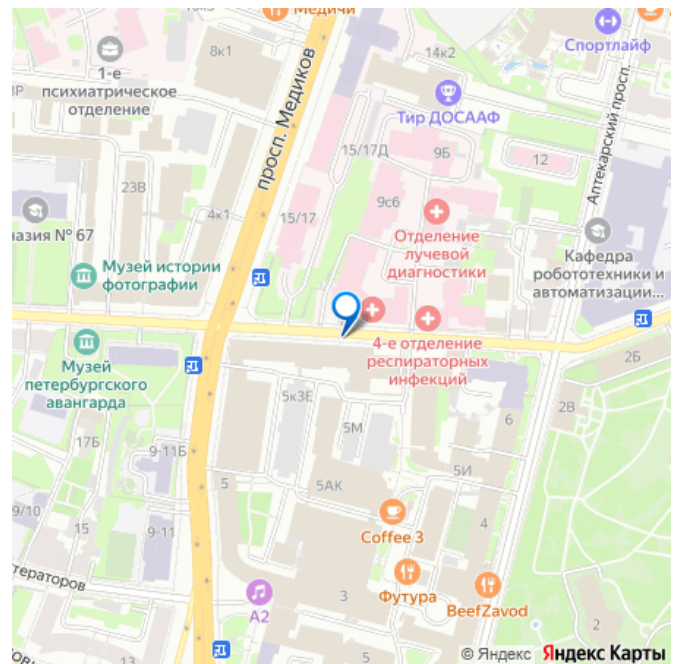 10к3
Медичи
Спортлайф
8к1
14к2
1-е
психиатрическое
отделение
просп. Медиков
Тир ДОСААФ
Аптекарский просп.
15/17Д
9Б
12
23В
9с6
4к1
15/17
Отделение
лучевой
диагностики
назия № 67
Кафедра
робототехники и
автоматизации...
Музей истории
фотографии
4-е отделение
респираторных
инфекций
Музей
петербургского
авангарда
2Б
5к3Е
2В
17Б
5М
6
9-11Б
5И
5
5АК
9/10
15
9-11
Coffee 3
4
тераторов
Футура
BeefZavod
A2
3
2
13
© Яндекс Яндекс Карты